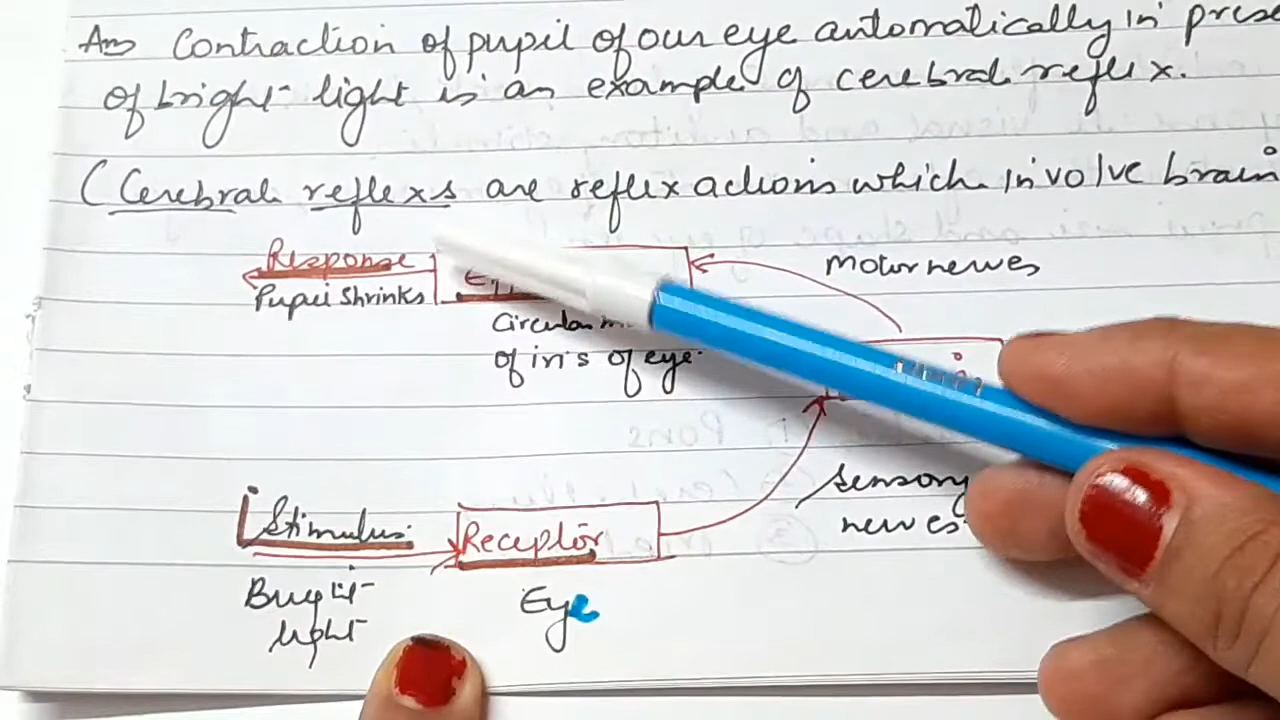 Ans Contraction of pupil of our eye automatically in
of bright light is an example of cerebral reflex.
(Cerebral reflexs are reflex actions which involve brain
Response
Pupil Shrinks
Motor nerves
Circular
of iris of eye.
Stimulus
Receptor
Sensory
nerves
Bright
light
Eye